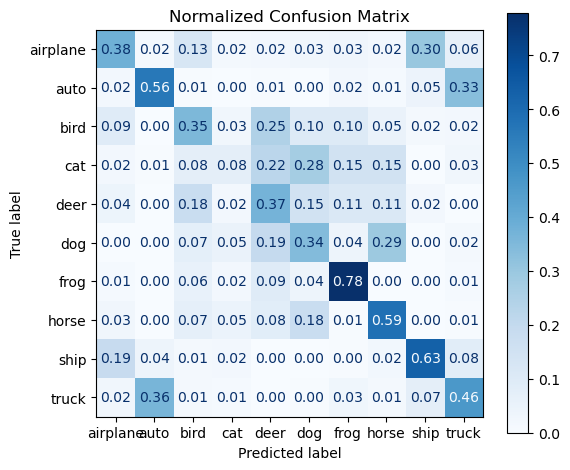 Normalized Confusion Matrix
airplane 0.38 0.02 0.13 0.02 0.02 0.03 0.03 0.02 0.30 0.06
auto 0.02 0.56 0.01 0.00 0.01 0.00 0.02 0.01 0.05 0.33
bird 0.09 0.00 0.35 0.03 0.25 0.10 0.10 0.05 0.02 0.02
cat 0.02 0.01 0.08 0.08 0.22 0.28 0.15 0.15 0.00 0.03
deer 0.04 0.00 0.18 0.02 0.37 0.15 0.11 0.11 0.02 0.00
dog 0.00 0.00 0.07 0.05 0.19 0.34 0.04 0.29 0.00 0.02
frog 0.01 0.00 0.06 0.02 0.09 0.04 0.78 0.00 0.00 0.01
horse 0.03 0.00 0.07 0.05 0.08 0.18 0.01 0.59 0.00 0.01
ship 0.19 0.04 0.01 0.02 0.00 0.00 0.00 0.02 0.63 0.08
truck 0.02 0.36 0.01 0.01 0.00 0.00 0.03 0.01 0.07 0.46
airplane auto bird cat deer dog frog horse ship truck
Predicted label
True label
0.7
0.6
0.5
0.4
0.3
0.2
0.1
0.0